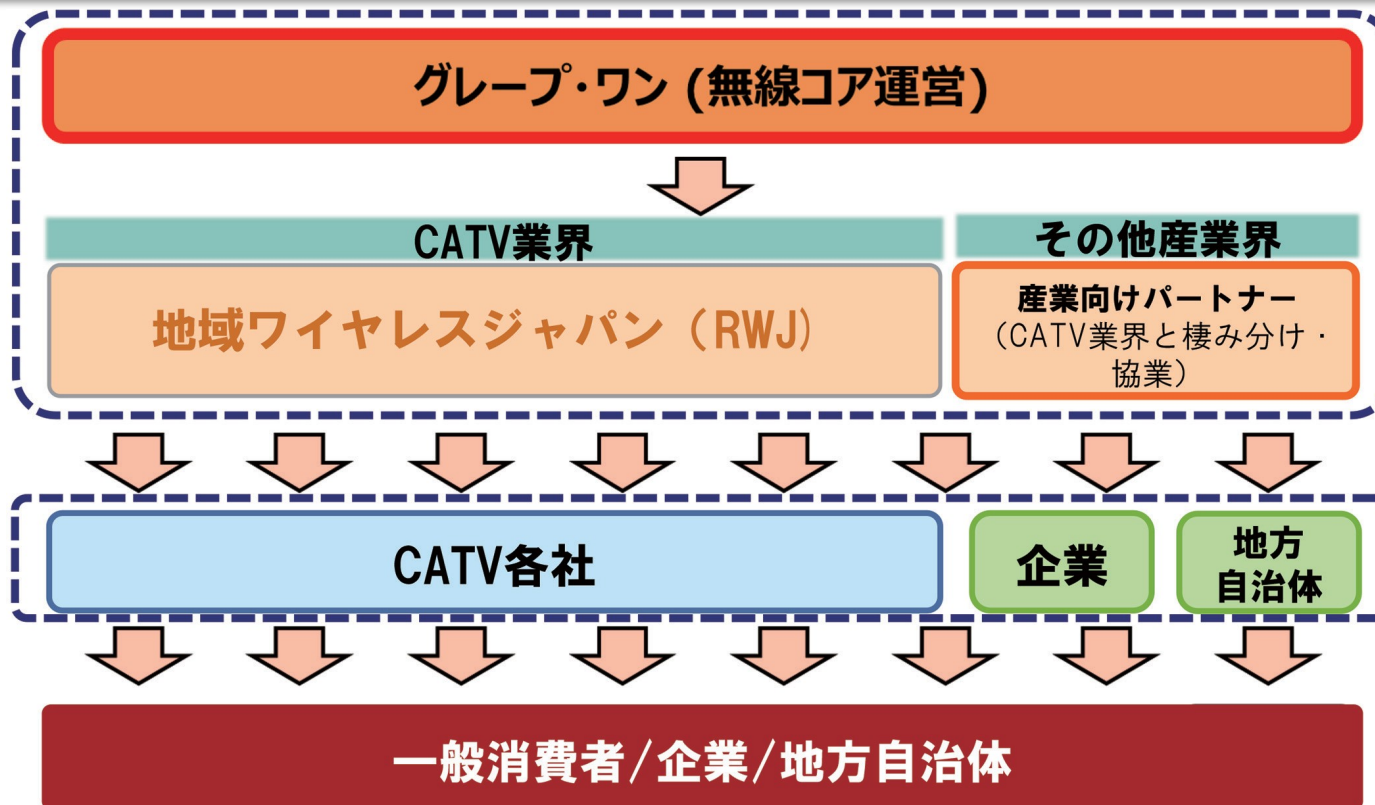 グレープ・ワン (無線コア運営)
CATV業界
その他産業界
地域ワイヤレスジャパン（RWJ)
産業向けパートナー
（CATV業界と棲み分け・
協業）
CATV各社
企業
地方
自治体
一般消費者/企業/地方自治体